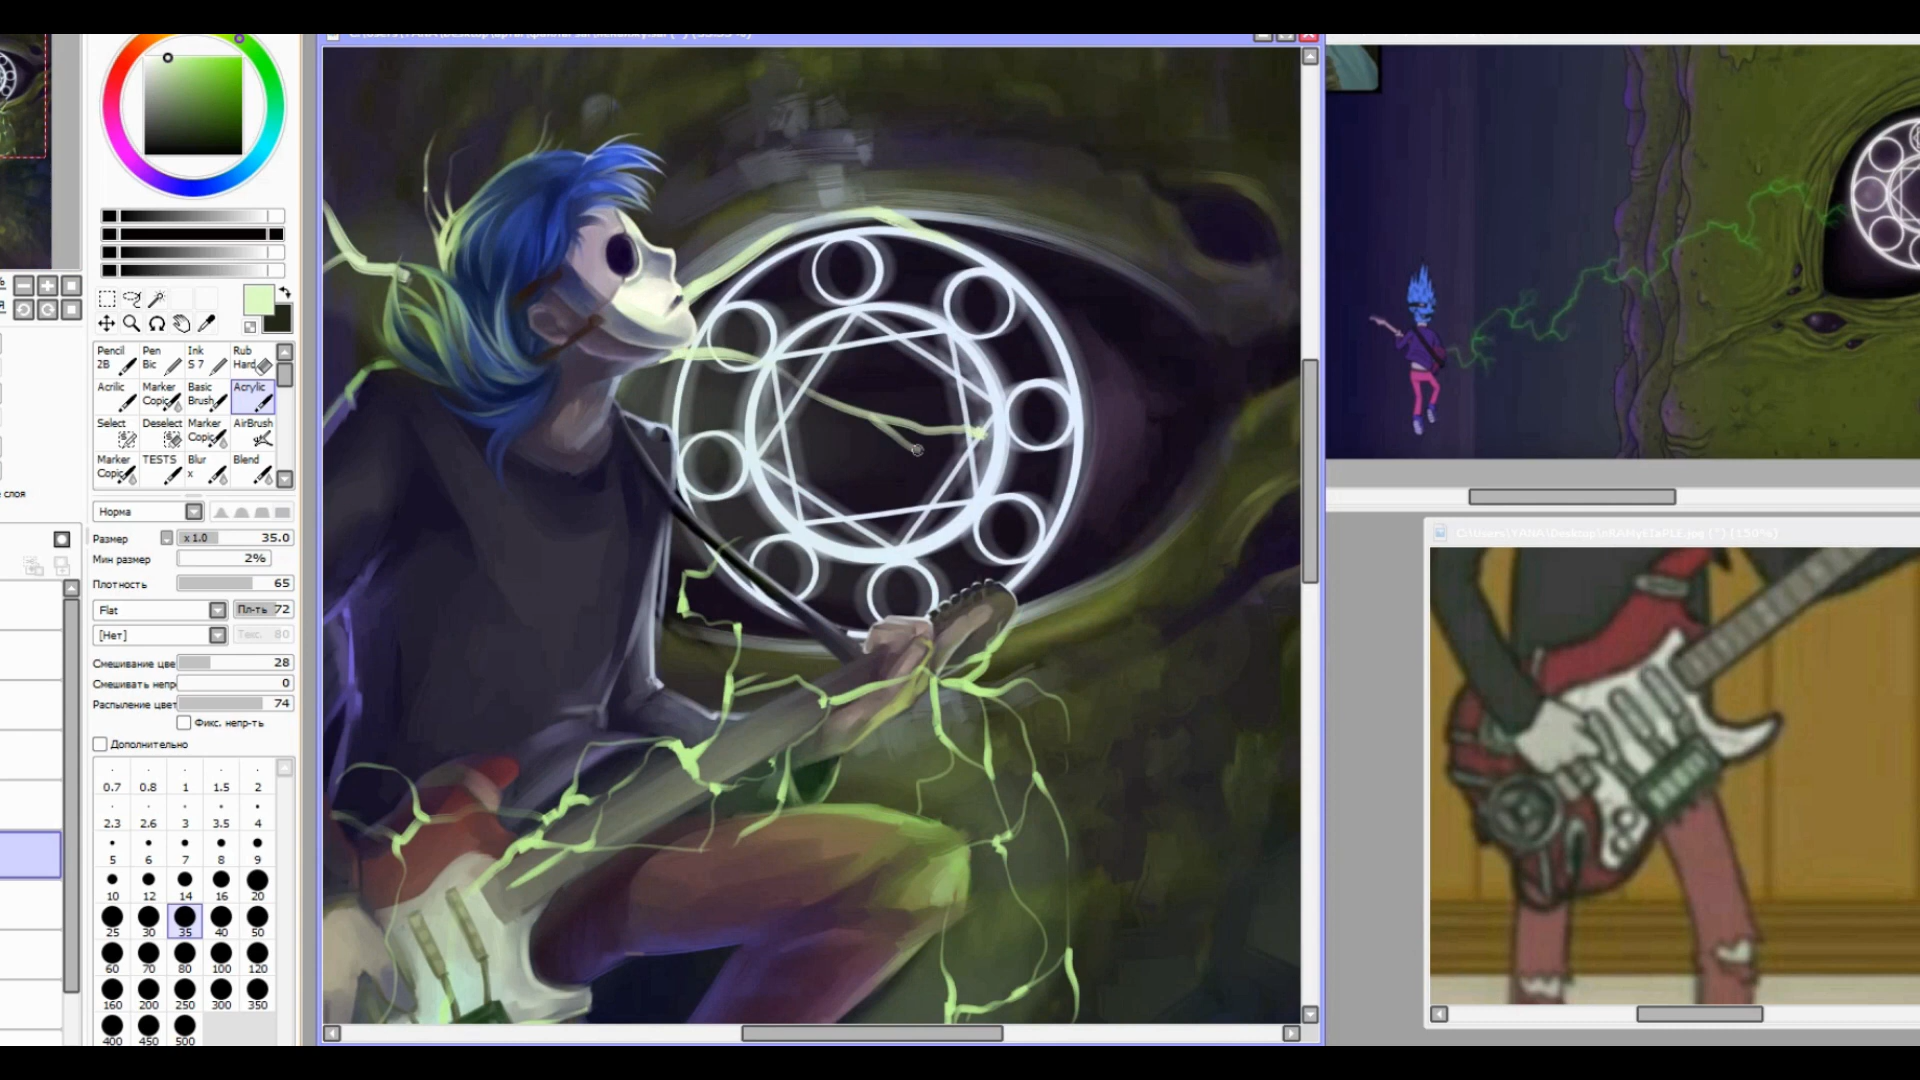 Pencil Pen Ink Rub
2B Bic S 7 Hard
Acrilic Marker Basic Acrylic
Copic Brush
Select Deselect Marker AirBrush
Copic
Marker TESTS Blur Blend
Copic x
е слоя
Норма
Размер x 1.0 35.0
Мин размер 2%
Плотность 65
Flat Пл-ть 72
[Нет] Текс. 80
Смешивание цве 28
Смешивать непр 0
Распыление цвет 74
Фикс. непр-ть
Дополнительно
0.7 0.8 1 1.5 2
2.3 2.6 3 3.5 4
5 6 7 8 9
10 12 14 16 20
25 30 35 40 50
60 70 80 100 120
160 200 250 300 350
400 450 500